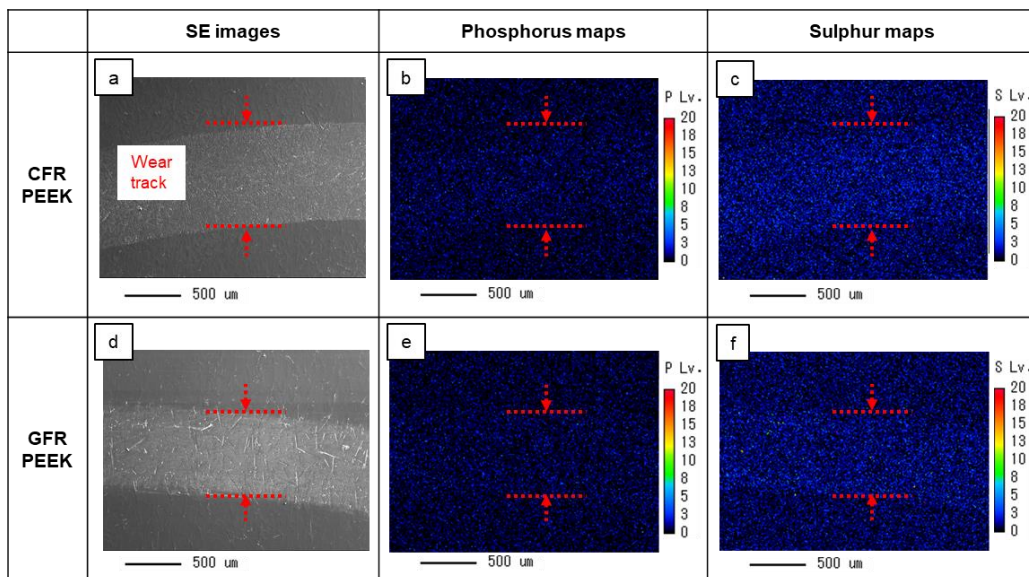 SE images
Phosphorus maps
Sulphur maps
CFR
PEEK
a
Wear
track
500 um
b
P Lv.
20
18
15
13
10
8
5
3
0
500 um
c
S Lv.
20
18
15
13
10
8
5
3
0
500 um
GFR
PEEK
d
500 um
e
P Lv.
20
18
15
13
10
8
5
3
0
500 um
f
S Lv.
20
18
15
13
10
8
5
3
0
500 um